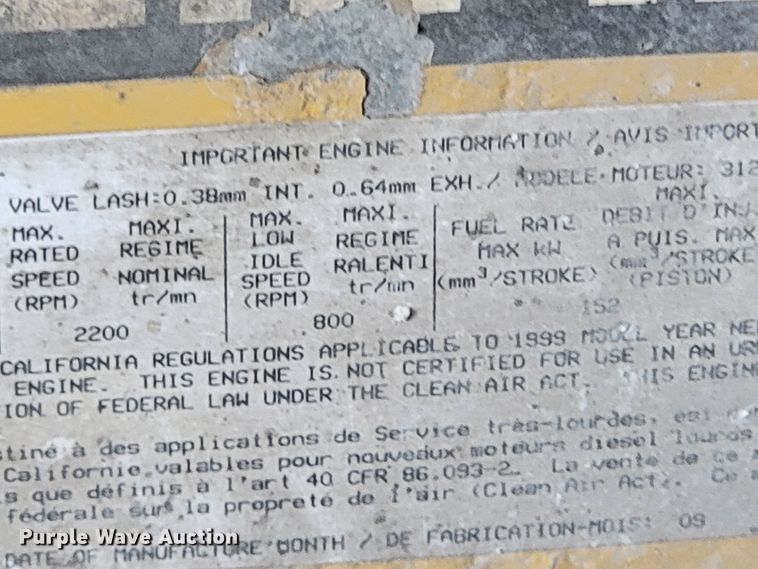 IMPORTANT ENGINE INFORMATION / AVIS IMPORT
VALVE LASH:0.38mm INT. 0.64mm EXH./ MODELE MOTEUR: 312
MAX. RATED SPEED (RPM)
MAXI. REGIME NOMINAL tr/mn
2200
MAX. LOW IDLE SPEED (RPM)
MAXI. REGIME RALENTI tr/mn
800
FUEL RATE MAX kW (mm³/STROKE)
MAXI. DEBIT D'INJ. A PUIS. MAX (mm³/STROKE (PISTON)
152
CALIFORNIA REGULATIONS APPLICABLE TO 1999 MODEL YEAR NE
ENGINE. THIS ENGINE IS NOT CERTIFIED FOR USE IN AN UR
ION OF FEDERAL LAW UNDER THE CLEAN AIR ACT. THIS ENGIN
stiné à des applications de Service très-lourdes, est
Californie valables pour nouveaux moteurs diesel lourds
s que définis à l'art 40 CFR 86.093-2. La vente de ce
fédérale sur la propreté de l'air (Clean Air Act). Ce
DATE OF MANUFACTURE MONTH / DE FABRICATION-MOIS: 09
Purple Wave Auction